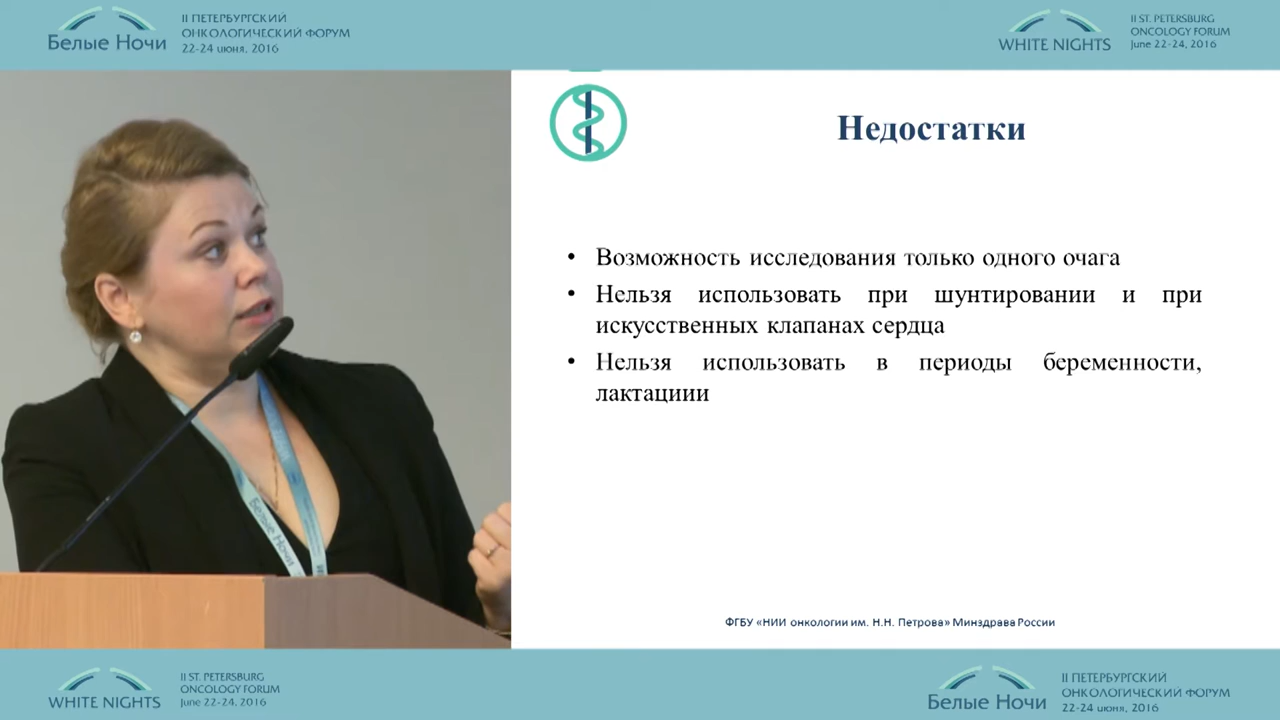 Белые Ночи
II ПЕТЕРБУРГСКИЙ
ОНКОЛОГИЧЕСКИЙ ФОРУМ
22-24 июня, 2016
WHITE NIGHTS
II ST. PETERSBURG
ONCOLOGY FORUM
June 22-24, 2016
Недостатки
• Возможность исследования только одного очага
• Нельзя использовать при шунтировании и при
искусственных клапанах сердца
• Нельзя использовать в периоды беременности,
лактациии
Белые Ночи
ФГБУ «НИИ онкологии им. Н.Н. Петрова» Минздрава России
WHITE NIGHTS
II ST. PETERSBURG
ONCOLOGY FORUM
June 22-24, 2016
Белые Ночи
II ПЕТЕРБУРГСКИЙ
ОНКОЛОГИЧЕСКИЙ ФОРУМ
22-24 июня, 2016